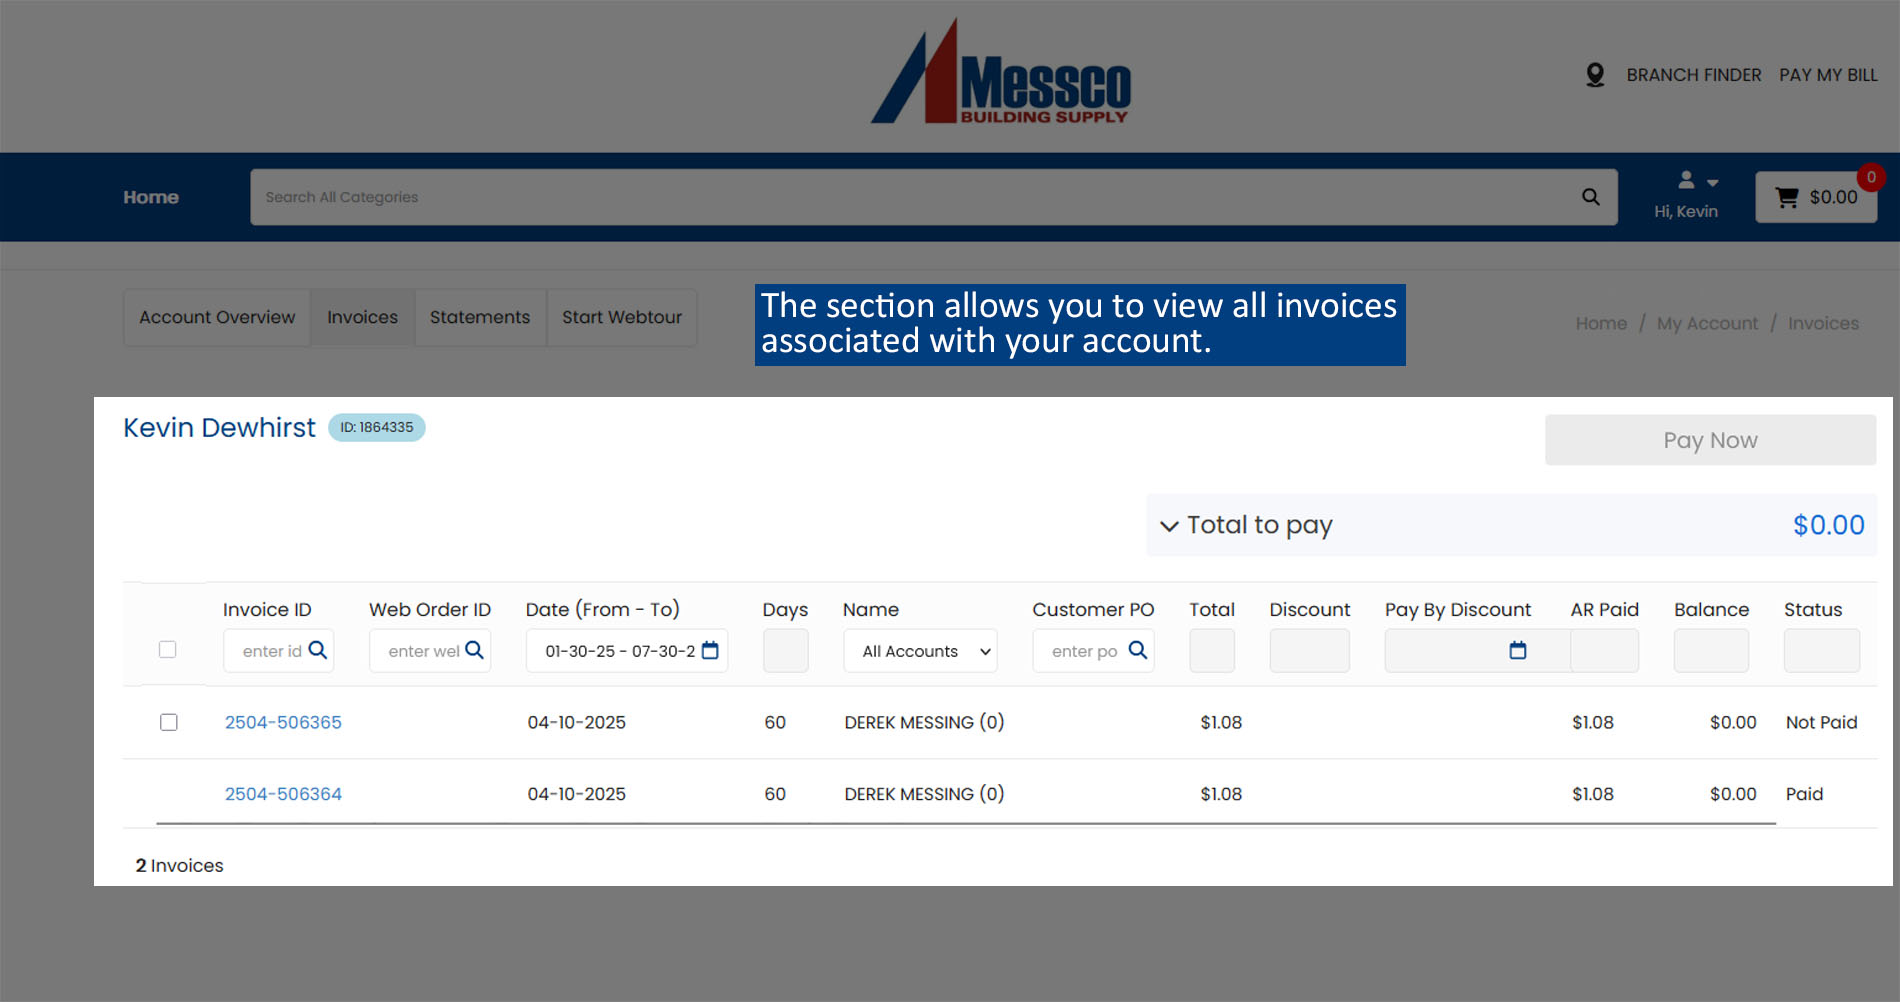 Messco
BUILDING SUPPLY
BRANCH FINDER PAY MY BILL
Home
Search All Categories
Hi, Kevin
0
$0.00
Account Overview Invoices Statements Start Webtour
The section allows you to view all invoices
associated with your account.
Home / My Account / Invoices
Kevin Dewhirst ID: 1864335
Pay Now
Total to pay $0.00
Invoice ID Web Order ID Date (From - To) Days Name Customer PO Total Discount Pay By Discount AR Paid Balance Status
enter id enter wel 01-30-25 - 07-30-2 All Accounts enter po
2504-506365 04-10-2025 60 DEREK MESSING (0) $1.08 $1.08 $0.00 Not Paid
2504-506364 04-10-2025 60 DEREK MESSING (0) $1.08 $1.08 $0.00 Paid
2 Invoices